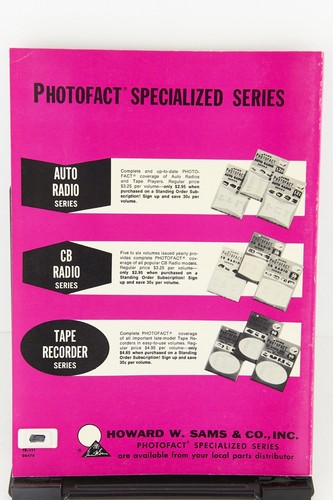 PHOTOFACT® SPECIALIZED SERIES
AUTO
RADIO
SERIES
Complete and up-to-date PHOTO-
FACT® coverage of Auto Radios
and Tape Players. Regular price
$3.25 per volume—only $2.95 when
purchased on a Standing Order Sub-
scription! Sign up and save 30c per
volume.
CB
RADIO
SERIES
Five to six volumes issued yearly pro-
vides complete PHOTOFACT® cov-
erage of all popular CB Radio models.
Regular price $3.25 per volume—
only $2.95 when purchased on a
Standing Order Subscription! Sign
up and save 30c per volume.
TAPE
RECORDER
SERIES
Complete PHOTOFACT® coverage
of all important late-model Tape Re-
corders in easy-to-use volumes. Reg-
ular price $4.95 per volume—only
$4.65 when purchased on a Standing
Order Subscription! Sign up and save
30c per volume.
HOWARD W. SAMS & CO., INC.
PHOTOFACT® SPECIALIZED SERIES
are available from your local parts distributor